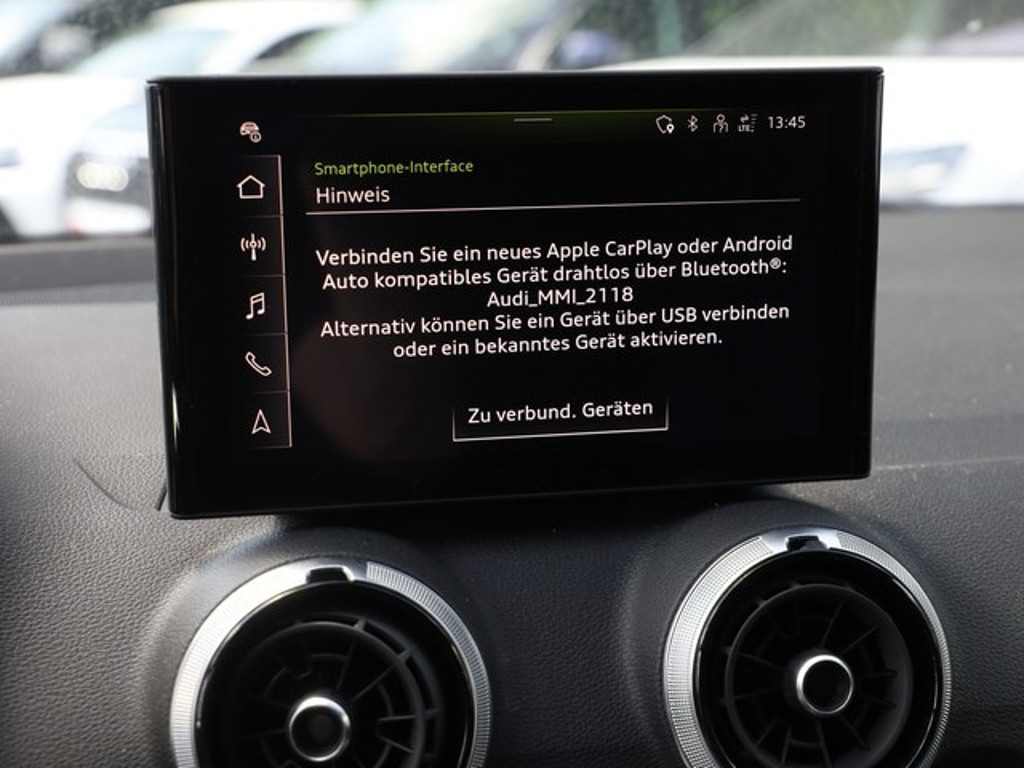 LTE 13:45
Smartphone-Interface
Hinweis
Verbinden Sie ein neues Apple CarPlay oder Android
Auto kompatibles Gerät drahtlos über Bluetooth®:
Audi_MMI_2118
Alternativ können Sie ein Gerät über USB verbinden
oder ein bekanntes Gerät aktivieren.
Zu verbund. Geräten